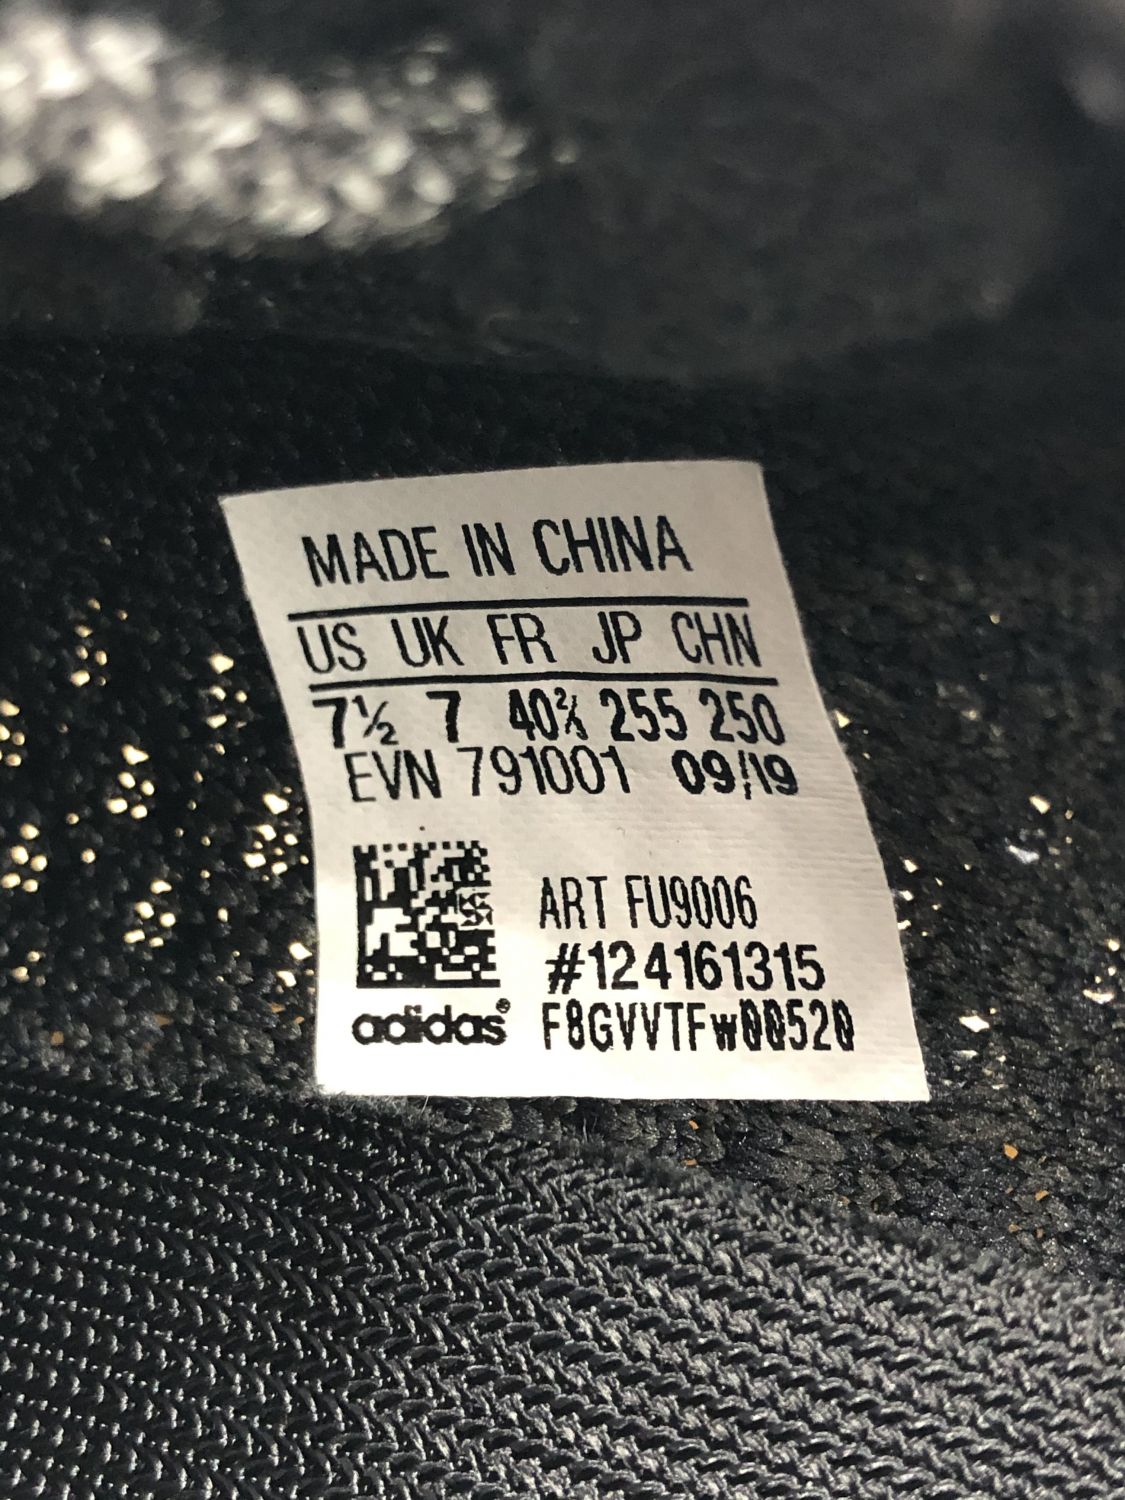 MADE IN CHINA
US UK FR JP CHN
7½ 7 40⅔ 255 250
EVN 791001 09/19
ART FU9006
#124161315
adidas® F8GVVTFw00520